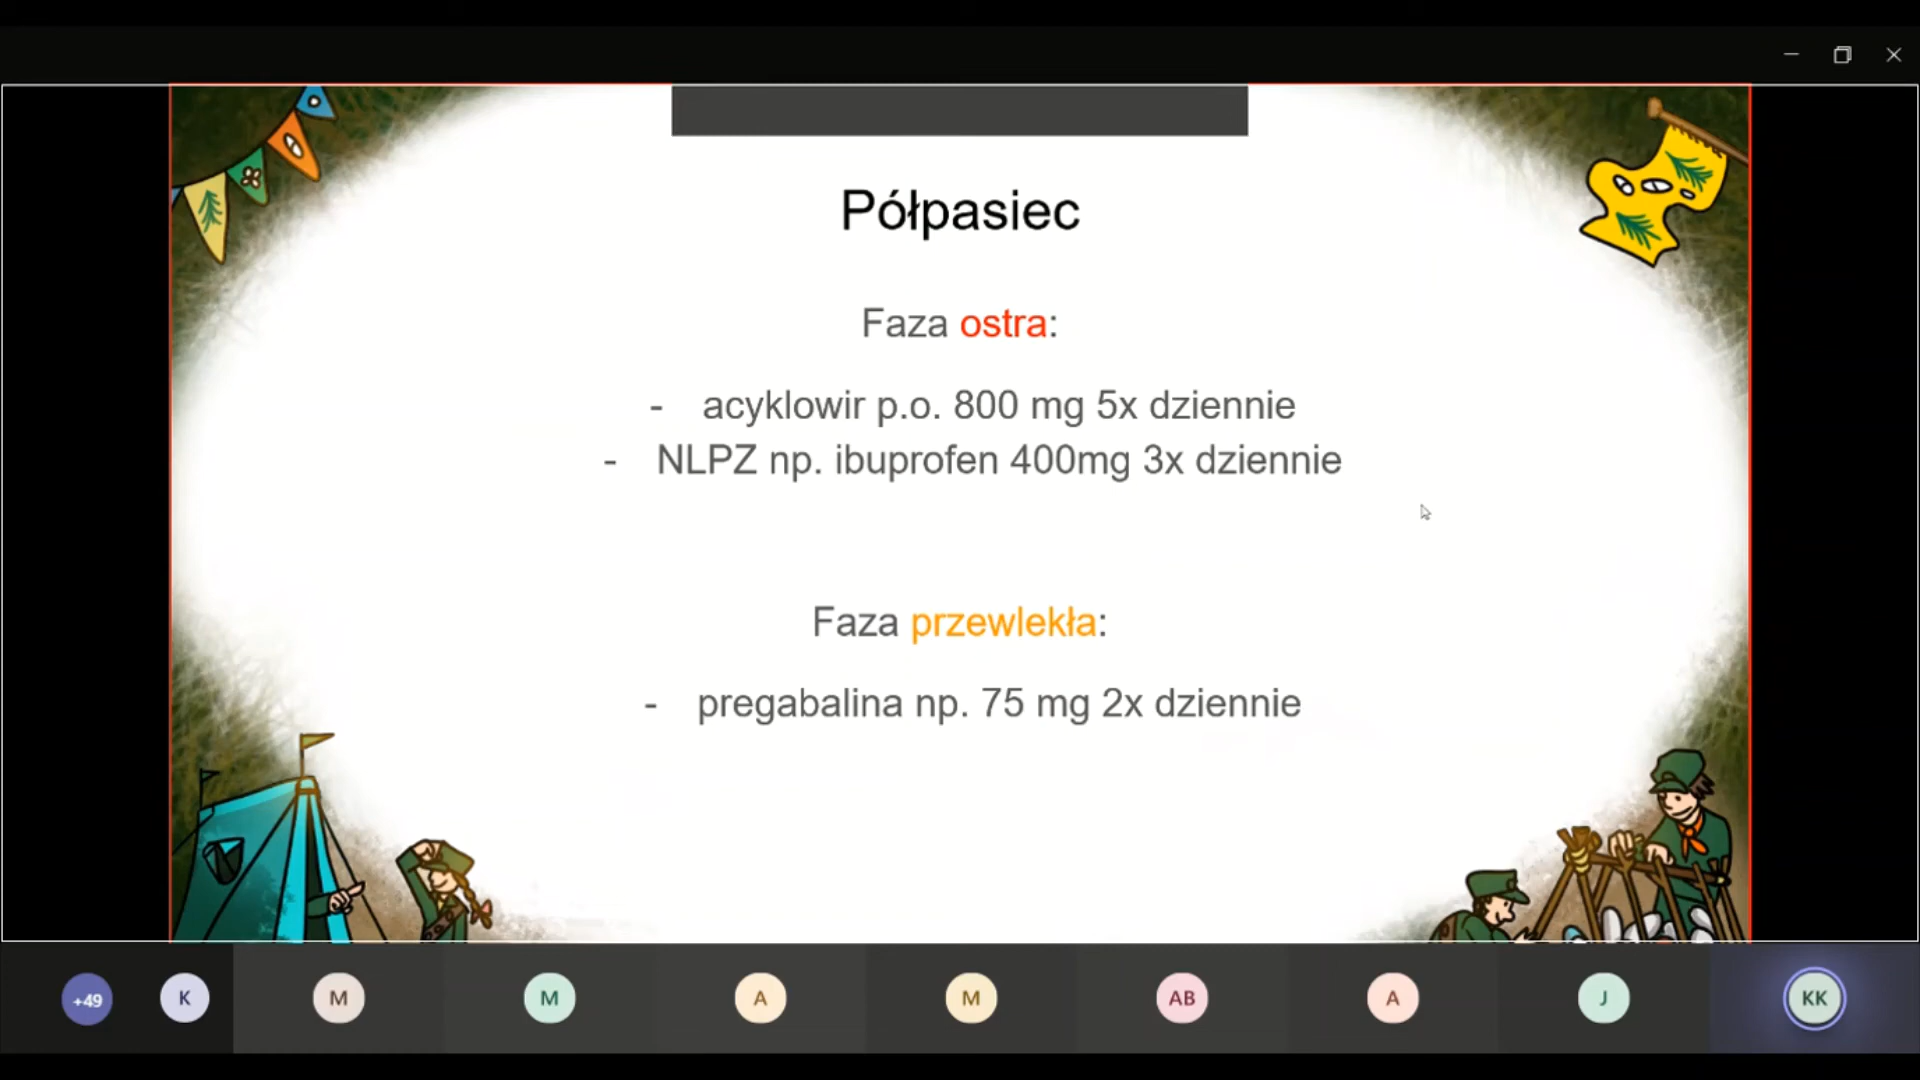 Półpasiec
Faza ostra:
- acyklowir p.o. 800 mg 5x dziennie
- NLPZ np. ibuprofen 400mg 3x dziennie
Faza przewlekła:
- pregabalina np. 75 mg 2x dziennie
+49 K M M A M AB A J KK